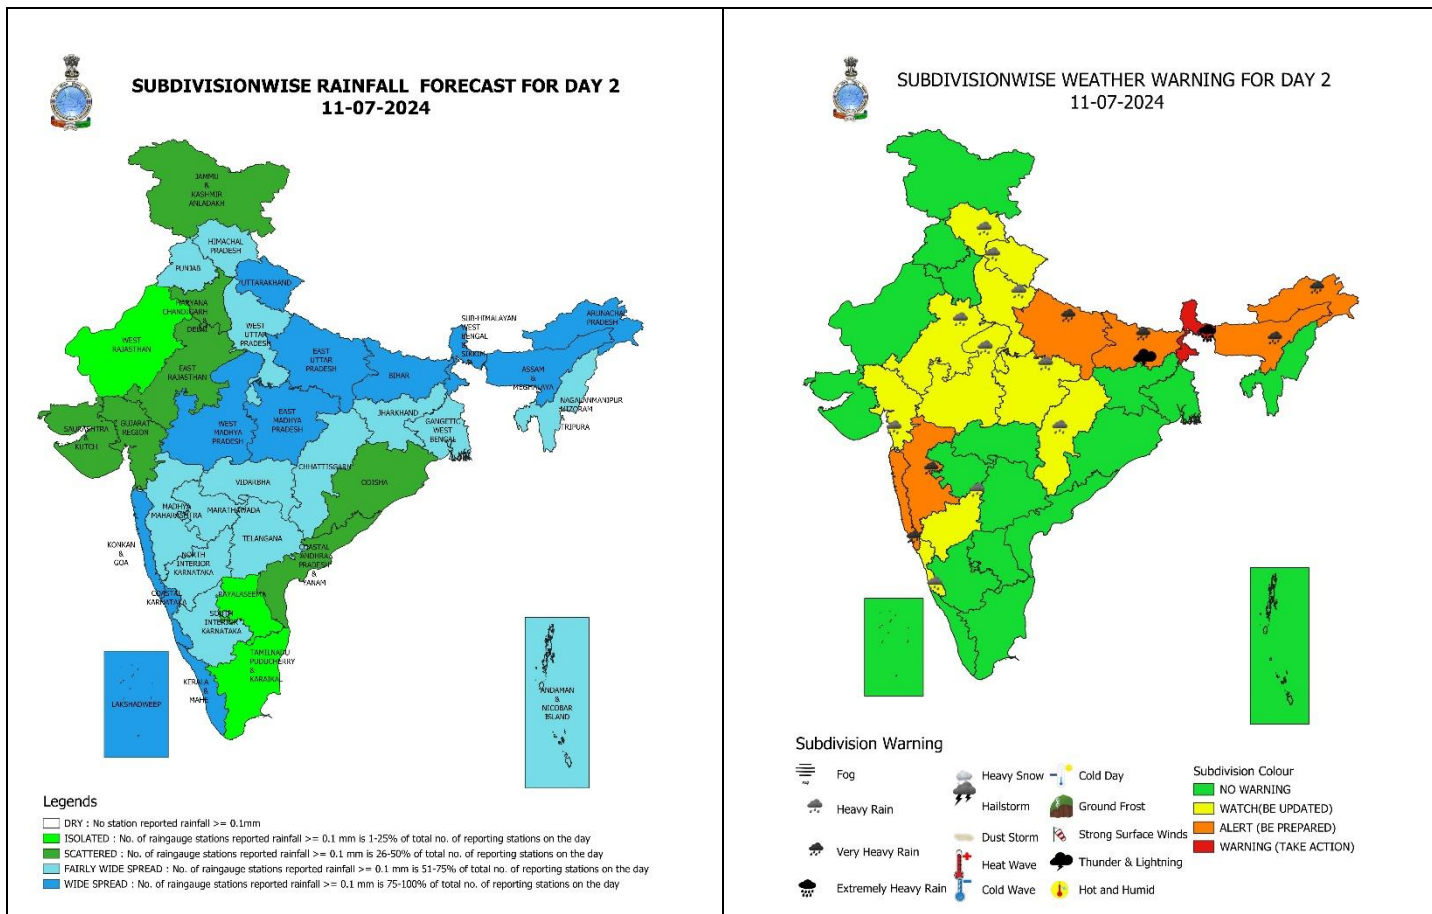 SUBDIVISIONWISE RAINFALL FORECAST FOR DAY 2
11-07-2024
JAMMU
&
KASHMIR
ANLADAKH
HIMACHAL
PRADESH
PUNJAB
UTTARAKHAND
HARYANA
CHANDIGARH
&
DELHI
WEST
UTTAR
PRADESH
WEST
RAJASTHAN
EAST
RAJASTHAN
EAST
UTTAR
PRADESH
BIHAR
SUB-HIMALAYAN
WEST
BENGAL
&
SIKKIM
ARUNACHAL
PRADESH
ASSAM
&
MEGHALAYA
NAGALANMANIPUR
MIZORAM
&
TRIPURA
SAURASHTRA
&
KUTCH
GUJARAT
REGION
WEST
MADHYA
PRADESH
EAST
MADHYA
PRADESH
JHARKHAND
GANGETIC
WEST
BENGAL
CHHATTISGARH
ODISHA
VIDARBHA
MADHYA
MAHARASHTRA
MARATHAWADA
TELANGANA
KONKAN
&
GOA
NORTH
INTERIOR
KARNATAKA
COASTAL
ANDHRA
PRADESH
&
YANAM
COASTAL
KARNATAKA
RAYALASEEMA
SOUTH
INTERIOR
KARNATAKA
TAMILNADU
PUDUCHERRY
&
KARAIKAL
KERALA
&
MAHE
LAKSHADWEEP
ANDAMAN
&
NICOBAR
ISLAND
Legends
DRY : No station reported rainfall >= 0.1mm
ISOLATED : No. of raingauge stations reported rainfall >= 0.1 mm is 1-25% of total no. of reporting stations on the day
SCATTERED : No. of raingauge stations reported rainfall >= 0.1 mm is 26-50% of total no. of reporting stations on the day
FAIRLY WIDE SPREAD : No. of raingauge stations reported rainfall >= 0.1 mm is 51-75% of total no. of reporting stations on the day
WIDE SPREAD : No. of raingauge stations reported rainfall >= 0.1 mm is 75-100% of total no. of reporting stations on the day
SUBDIVISIONWISE WEATHER WARNING FOR DAY 2
11-07-2024
Subdivision Warning
Fog
Heavy Rain
Very Heavy Rain
Extremely Heavy Rain
Heavy Snow
Hailstorm
Dust Storm
Heat Wave
Cold Wave
Cold Day
Ground Frost
Strong Surface Winds
Thunder & Lightning
Hot and Humid
Subdivision Colour
NO WARNING
WATCH(BE UPDATED)
ALERT (BE PREPARED)
WARNING (TAKE ACTION)